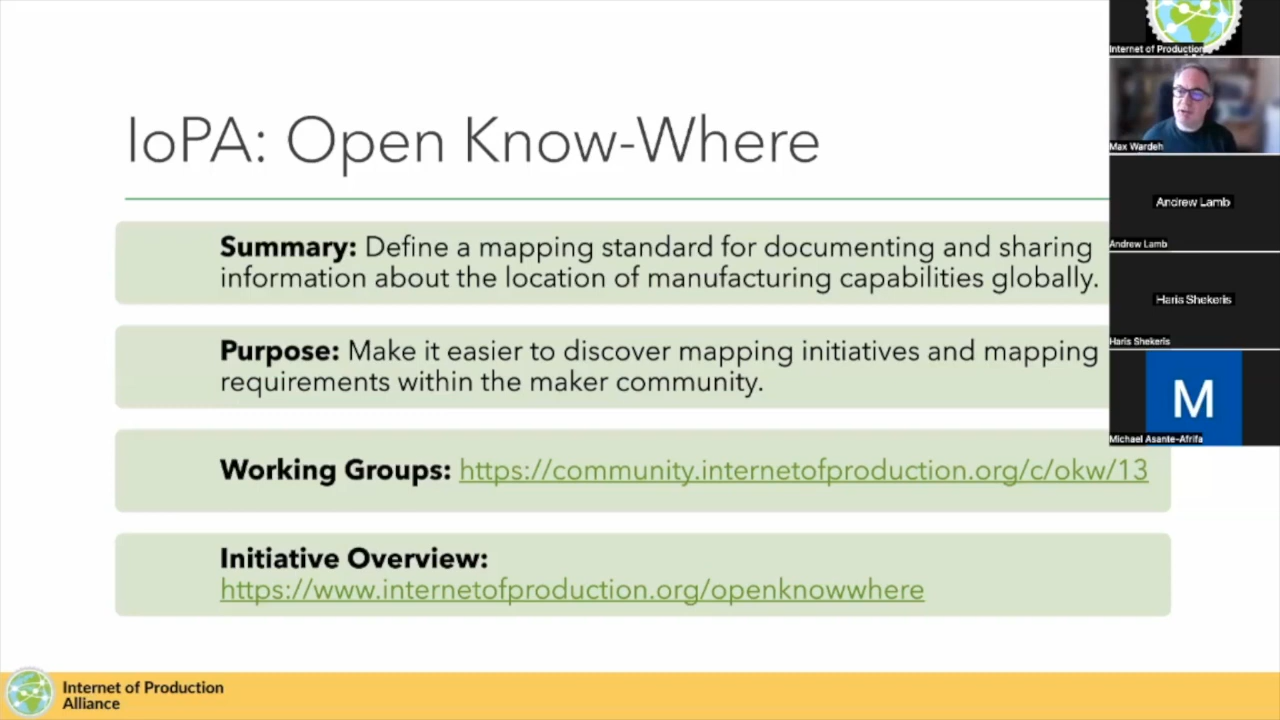 IoPA: Open Know-Where
Summary: Define a mapping standard for documenting and sharing
information about the location of manufacturing capabilities globally.
Purpose: Make it easier to discover mapping initiatives and mapping
requirements within the maker community.
Working Groups: https://community.internetofproduction.org/c/okw/13
Initiative Overview:
https://www.internetofproduction.org/openknowwhere
Internet of Production
Alliance
Internet of Production
Max Wardeh
Andrew Lamb
Andrew Lamb
Haris Shekeris
Haris Shekeris
M
Michael Asante-Afrifa